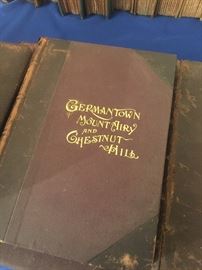 GERMANTOWN
MOUNT AIRY
AND
CHESTNUT
HILL